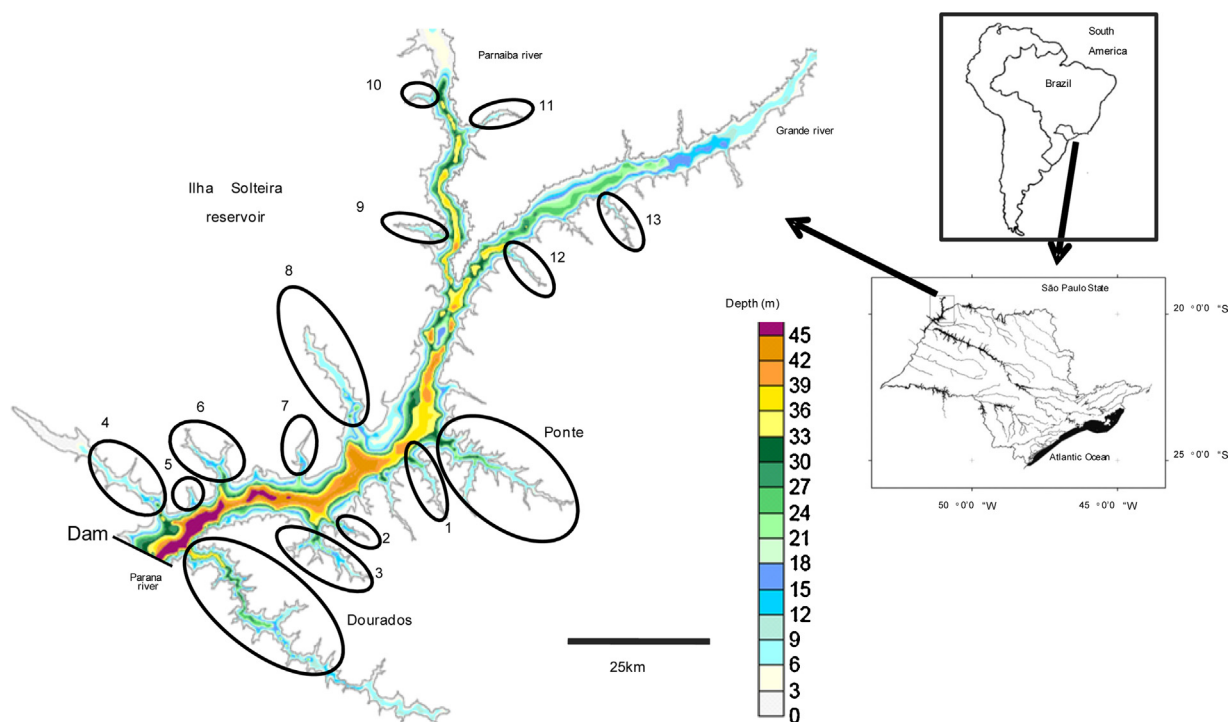 Parnaiba river
10
11
Grande river
Ilha Solteira
reservoir
9
13
12
8
7
6
4
5
Ponte
1
2
3
Dam
Parana
river
Dourados
25km
Depth (m)
45
42
39
36
33
30
27
24
21
18
15
12
9
6
3
0
South
America
Brazil
São Paulo State
20 °0'0 °S
Atlantic Ocean
25 °0'0 °S
50 °0'0 °W
45 °0'0 °W